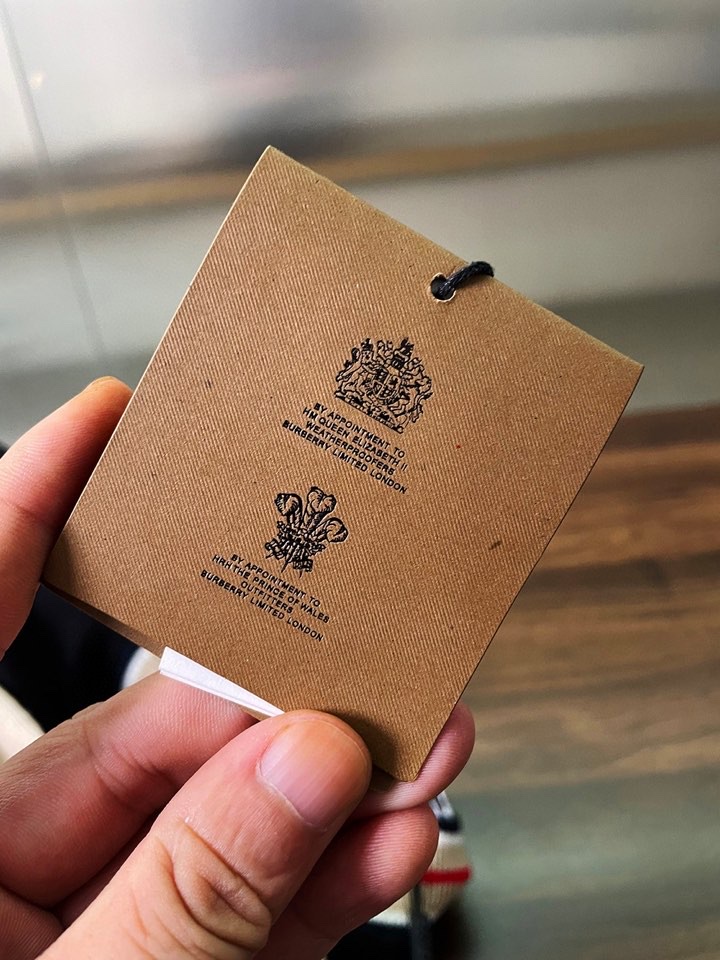 BY APPOINTMENT TO
HM QUEEN ELIZABETH II
WEATHERPROOFERS
BURBERRY LIMITED LONDON
BY APPOINTMENT TO
HRH THE PRINCE OF WALES
OUTFITTERS
BURBERRY LIMITED LONDON